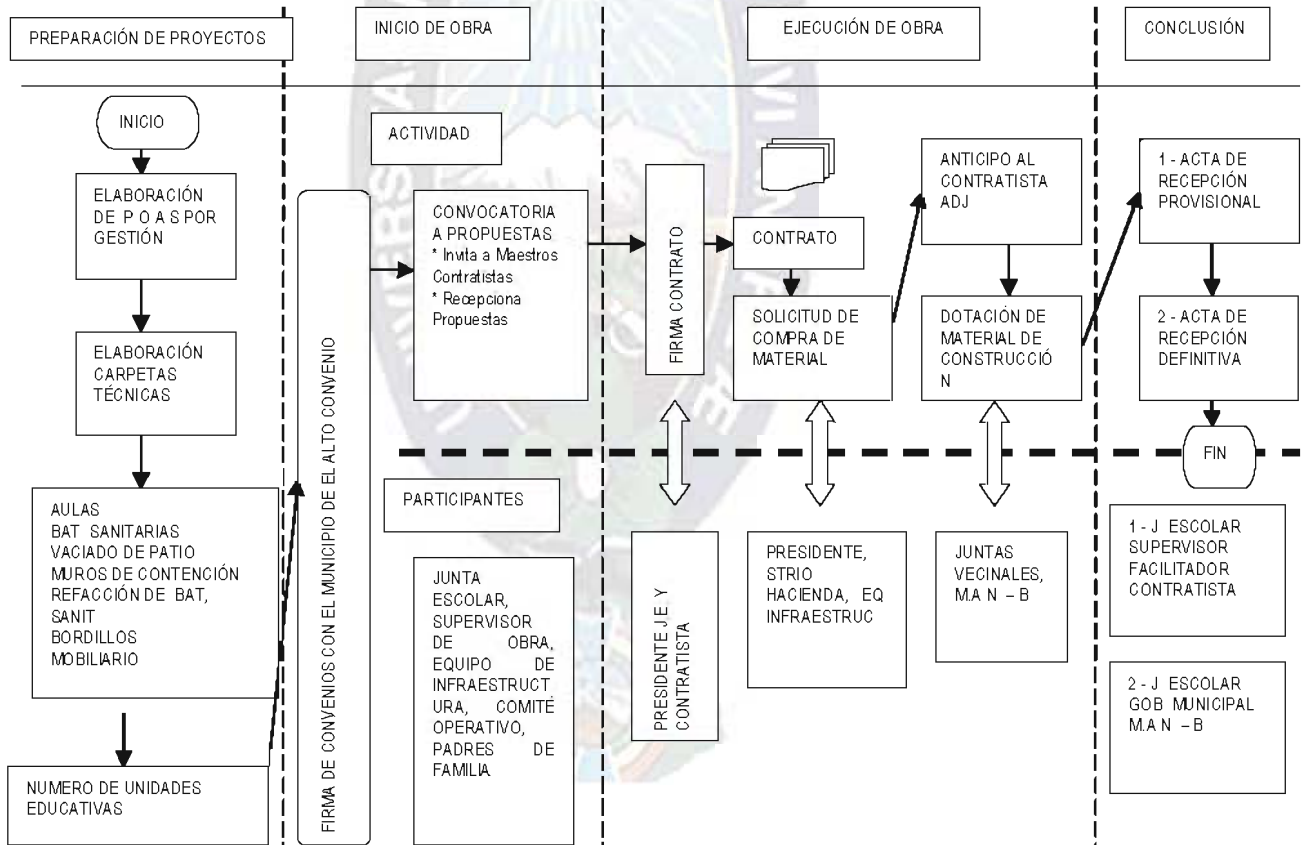 PREPARACIÓN DE PROYECTOS
INICIO DE OBRA
EJECUCIÓN DE OBRA
CONCLUSIÓN
INICIO
ELABORACIÓN
DE P O A S POR
GESTIÓN
ELABORACIÓN
CARPETAS
TÉCNICAS
AULAS
BAT SANITARIAS
VACIADO DE PATIO
MUROS DE CONTENCIÓN
REFACCIÓN DE BAT,
SANIT
BORDILLOS
MOBILIARIO
NUMERO DE UNIDADES
EDUCATIVAS
FIRMA DE CONVENIOS CON EL MUNICIPIO DE EL ALTO CONVENIO
ACTIVIDAD
CONVOCATORIA
A PROPUESTAS
* Invita a Maestros
Contratistas
* Recepciona
Propuestas
PARTICIPANTES
JUNTA
ESCOLAR,
SUPERVISOR
DE OBRA,
EQUIPO DE
INFRAESTRUCT
URA, COMITÉ
OPERATIVO,
PADRES DE
FAMILIA
FIRMA CONTRATO
PRESIDENTE J.E. Y
CONTRATISTA
CONTRATO
SOLICITUD DE
COMPRA DE
MATERIAL
PRESIDENTE,
STRIO
HACIENDA, EQ
INFRAESTRUC
ANTICIPO AL
CONTRATISTA
ADJ
DOTACIÓN DE
MATERIAL DE
CONSTRUCCIÓ
N
JUNTAS
VECINALES,
M.A N – B
1 - ACTA DE
RECEPCIÓN
PROVISIONAL
2 - ACTA DE
RECEPCIÓN
DEFINITIVA
FIN
1 - J ESCOLAR
SUPERVISOR
FACILITADOR
CONTRATISTA
2 - J ESCOLAR
GOB MUNICIPAL
M.A N – B